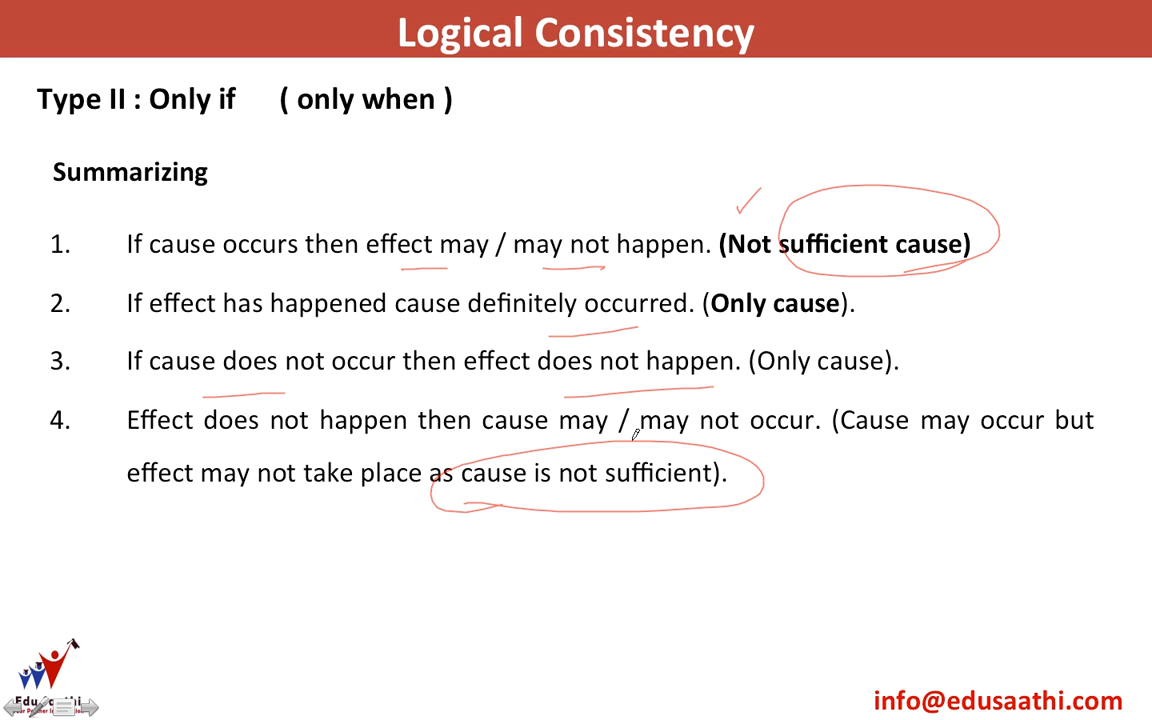 Logical Consistency
Type II : Only if ( only when )
Summarizing
1. If cause occurs then effect may / may not happen. (Not sufficient cause)
2. If effect has happened cause definitely occurred. (Only cause).
3. If cause does not occur then effect does not happen. (Only cause).
4. Effect does not happen then cause may / may not occur. (Cause may occur but
effect may not take place as cause is not sufficient).
info@edusaathi.com